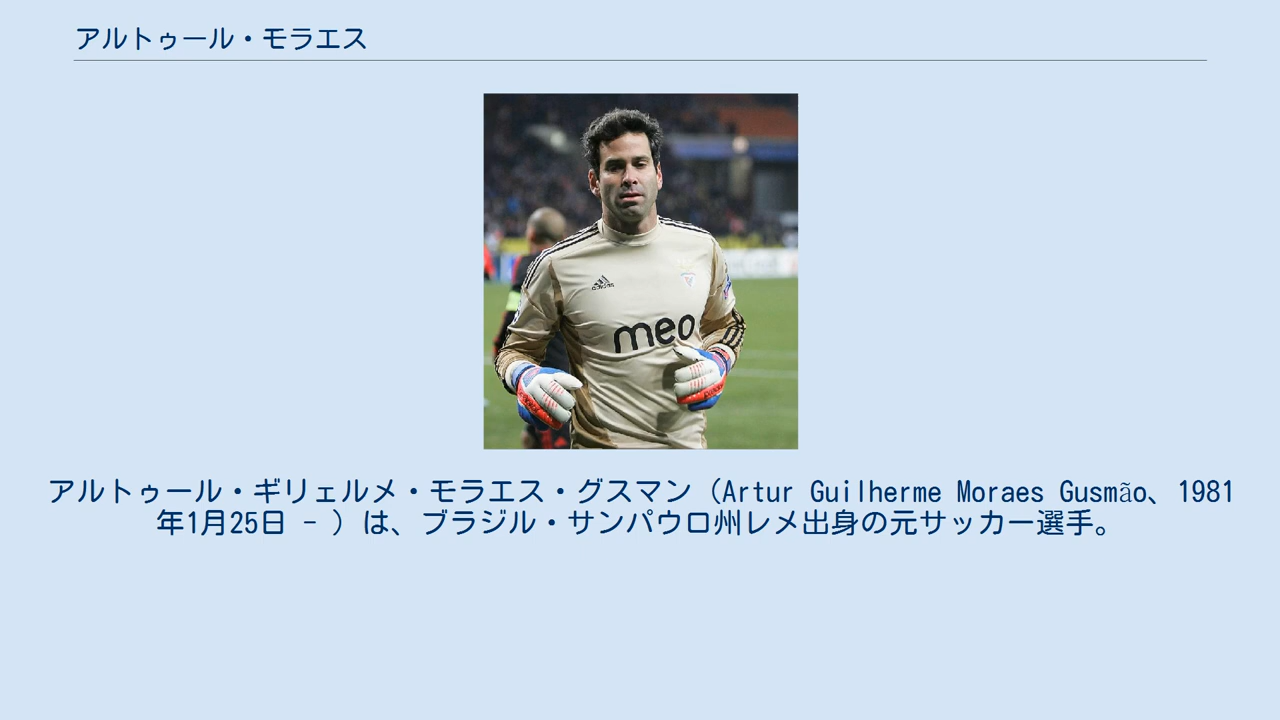 アルトゥール・モラエス
adidas
meo
アルトゥール・ギリェルメ・モラエス・グスマン（Artur Guilherme Moraes Gusmão、1981
年1月25日 - ）は、ブラジル・サンパウロ州レメ出身の元サッカー選手。